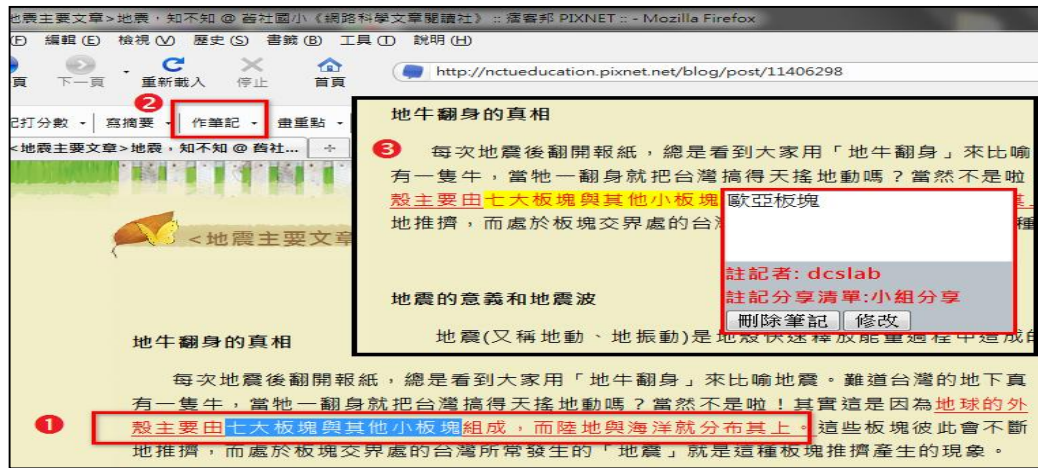 也震主要文章>地震，知不知 @ 舊社國小《網路科學文章閱讀社》 :: 痞客邦 PIXNET :: - Mozilla Firefox
(F) 編輯(E) 檢視(V) 歷史(S) 書籤(B) 工具(T) 說明(H)
頁 下一頁 重新載入 停止 首頁
http://nctueducation.pixnet.net/blog/post/11406298
2
記打分數 寫摘要 作筆記 畫重點
<地震主要文章>地震，知不知 @ 舊社...
<地震主要文章
地牛翻身的真相
3
每次地震後翻開報紙，總是看到大家用「地牛翻身」來比喻
有一隻牛，當牠一翻身就把台灣搞得天搖地動嗎？當然不是啦
殼主要由七大板塊與其他小板塊
地推擠，而處於板塊交界處的台
歐亞板塊
註記者: dcslab
註記分享清單:小組分享
刪除筆記 修改
種
地震的意義和地震波
地震(又稱地動、地振動)是地殼快速釋放能量過程中造成的
地牛翻身的真相
每次地震後翻開報紙，總是看到大家用「地牛翻身」來比喻地震。難道台灣的地下真
有一隻牛，當牠一翻身就把台灣搞得天搖地動嗎？當然不是啦！其實這是因為地球的外
1
殼主要由七大板塊與其他小板塊組成，而陸地與海洋就分布其上。這些板塊彼此會不斷
地推擠，而處於板塊交界處的台灣所常發生的「地震」就是這種板塊推擠產生的現象。